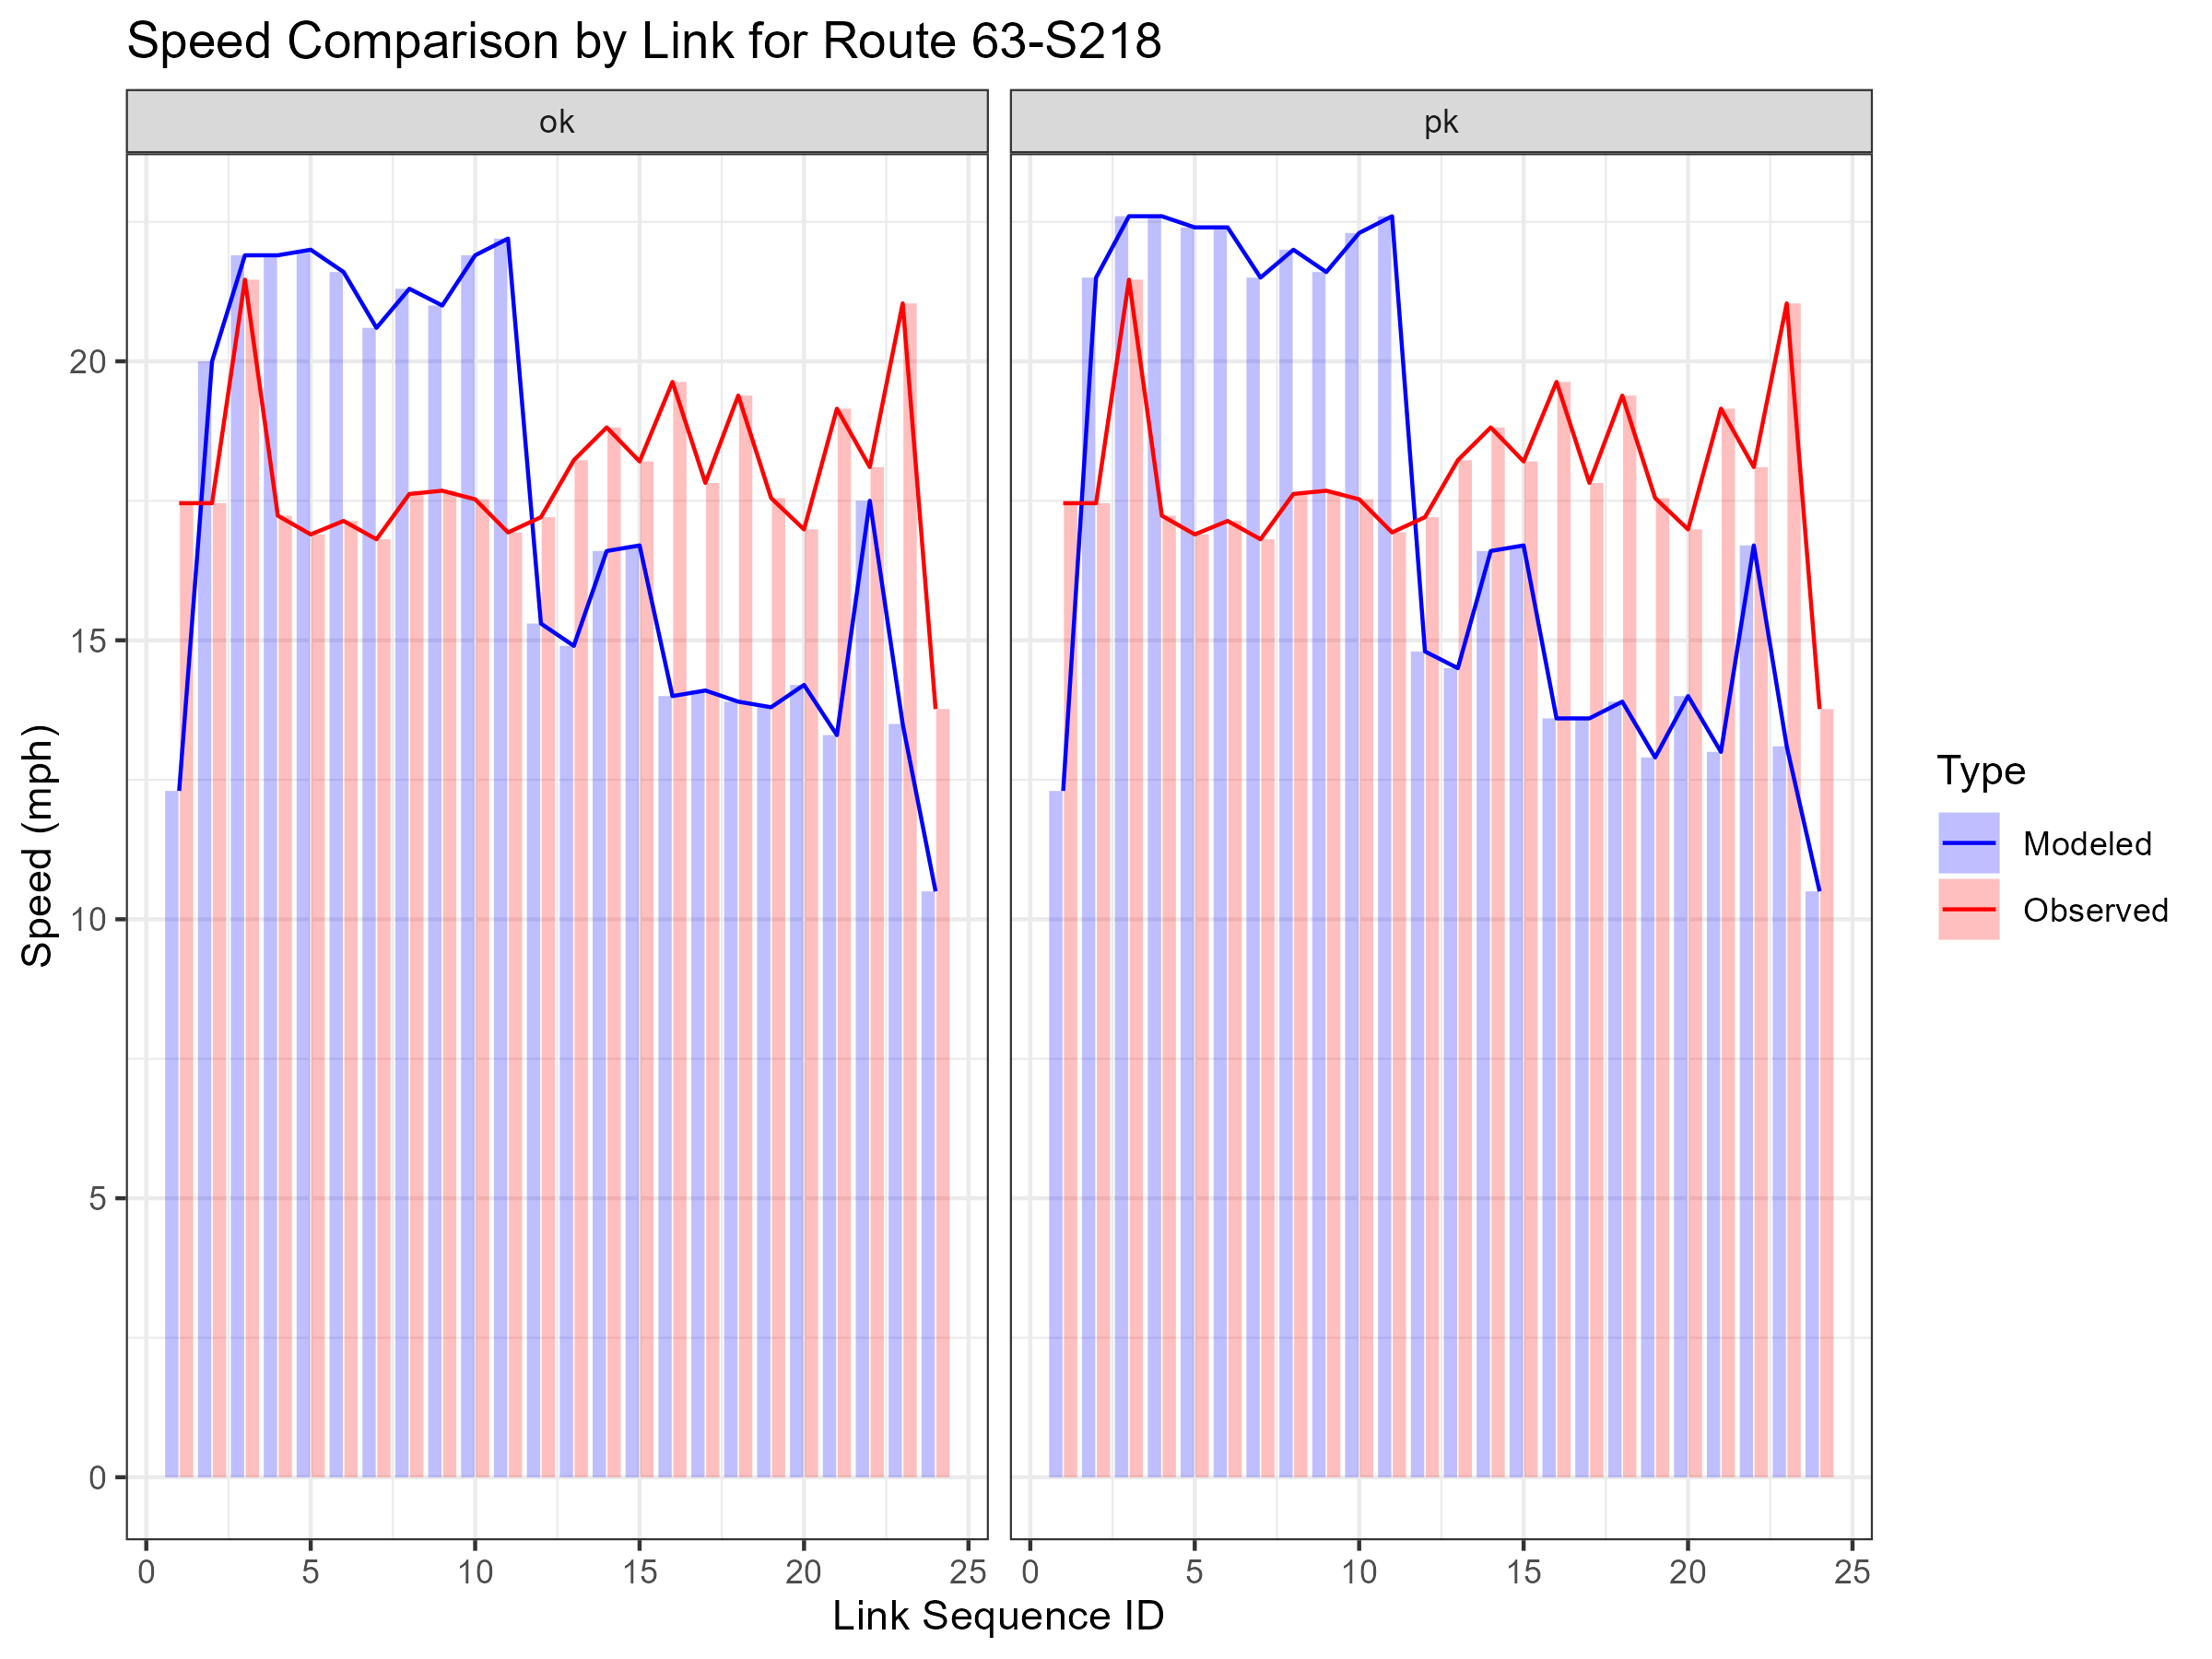 Speed Comparison by Link for Route 63-S218
ok
pk
20
15
10
5
0
Speed (mph)
0 5 10 15 20 25
0 5 10 15 20 25
Link Sequence ID
Type
Modeled
Observed